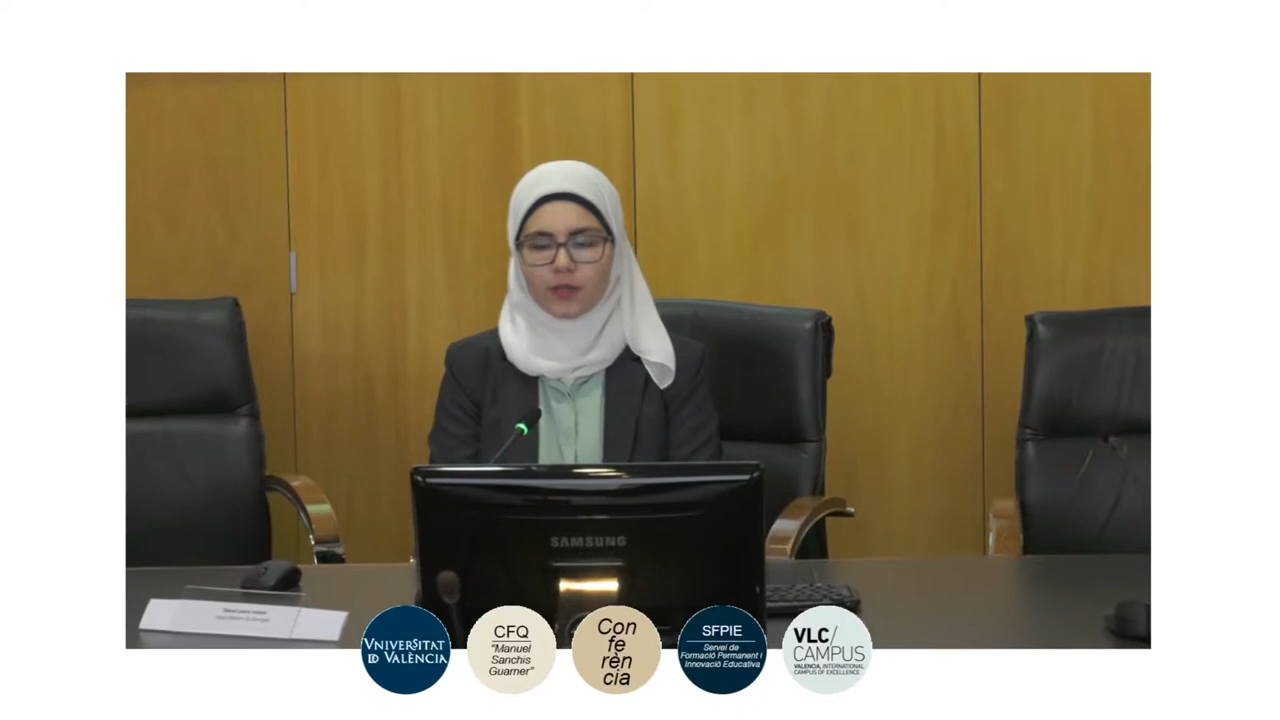 SAMSUNG
VNIVERSITAT
ID VALÈNCIA
CFQ
"Manuel
Sanchis
Guarner"
Con
fe
rèn
cia
SFPIE
Servei de
Formació Permanent i
Innovació Educativa
VLC/
CAMPUS
VALENCIA, INTERNATIONAL
CAMPUS OF EXCELLENCE